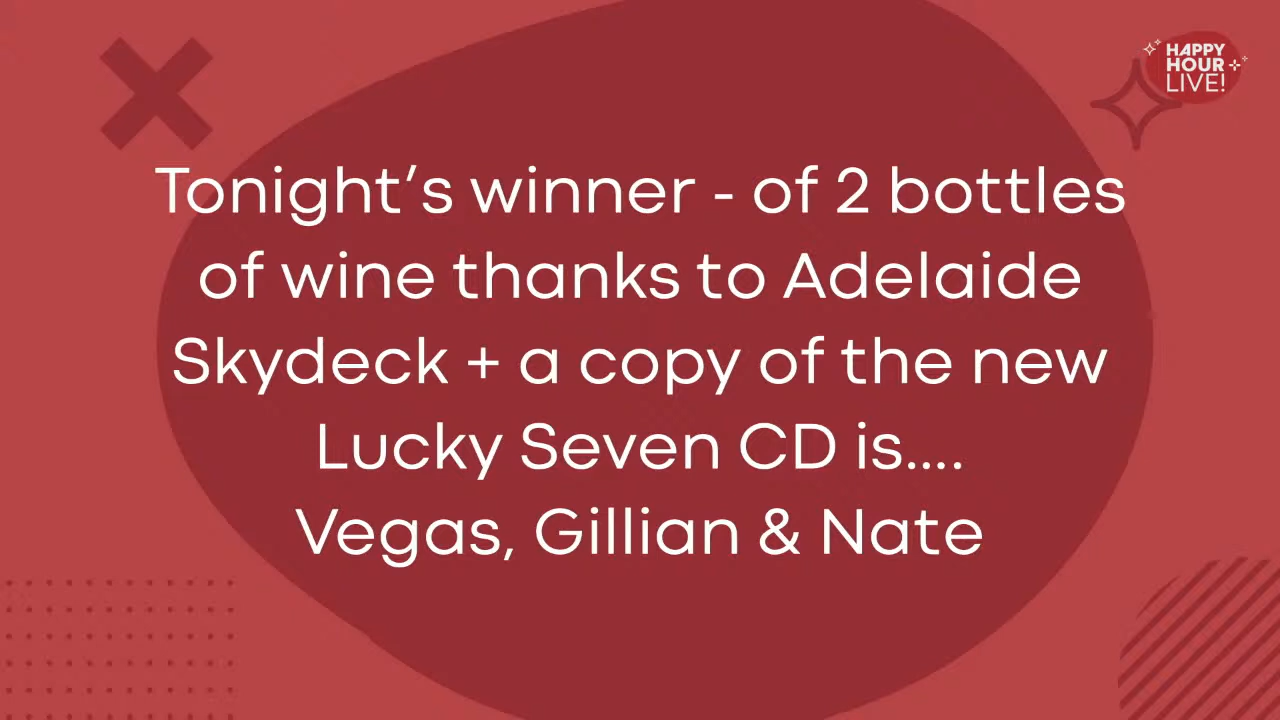 HAPPY
HOUR
LIVE!
Tonight’s winner - of 2 bottles
of wine thanks to Adelaide
Skydeck + a copy of the new
Lucky Seven CD is....
Vegas, Gillian & Nate